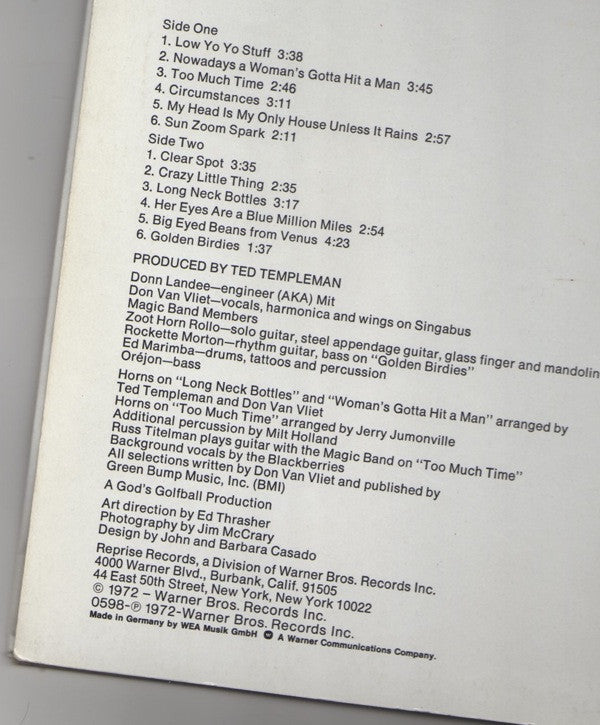 Side One
1. Low Yo Yo Stuff 3:38
2. Nowadays a Woman's Gotta Hit a Man 3:45
3. Too Much Time 2:46
4. Circumstances 3:11
5. My Head Is My Only House Unless It Rains 2:57
6. Sun Zoom Spark 2:11
Side Two
1. Clear Spot 3:35
2. Crazy Little Thing 2:35
3. Long Neck Bottles 3:17
4. Her Eyes Are a Blue Million Miles 2:54
5. Big Eyed Beans from Venus 4:23
6. Golden Birdies 1:37
PRODUCED BY TED TEMPLEMAN
Donn Landee—engineer (AKA) Mit
Don Van Vliet—vocals, harmonica and wings on Singabus
Magic Band Members
Zoot Horn Rollo—solo guitar, steel appendage guitar, glass finger and mandolin
Rockette Morton—rhythm guitar, bass on "Golden Birdies"
Ed Marimba—drums, tattoos and percussion
Oréjon—bass
Horns on "Long Neck Bottles" and "Woman's Gotta Hit a Man" arranged by
Ted Templeman and Don Van Vliet
Horns on "Too Much Time" arranged by Jerry Jumonville
Additional percussion by Milt Holland
Russ Titelman plays guitar with the Magic Band on "Too Much Time"
Background vocals by the Blackberries
All selections written by Don Van Vliet and published by
Green Bump Music, Inc. (BMI)
A God's Golfball Production
Art direction by Ed Thrasher
Photography by Jim McCrary
Design by John and Barbara Casado
Reprise Records, a Division of Warner Bros. Records Inc.
4000 Warner Blvd., Burbank, Calif. 91505
44 East 50th Street, New York, New York 10022
© 1972 – Warner Bros. Records Inc.
0598-℗ 1972-Warner Bros. Records Inc.
Made in Germany by WEA Musik GmbH A Warner Communications Company.